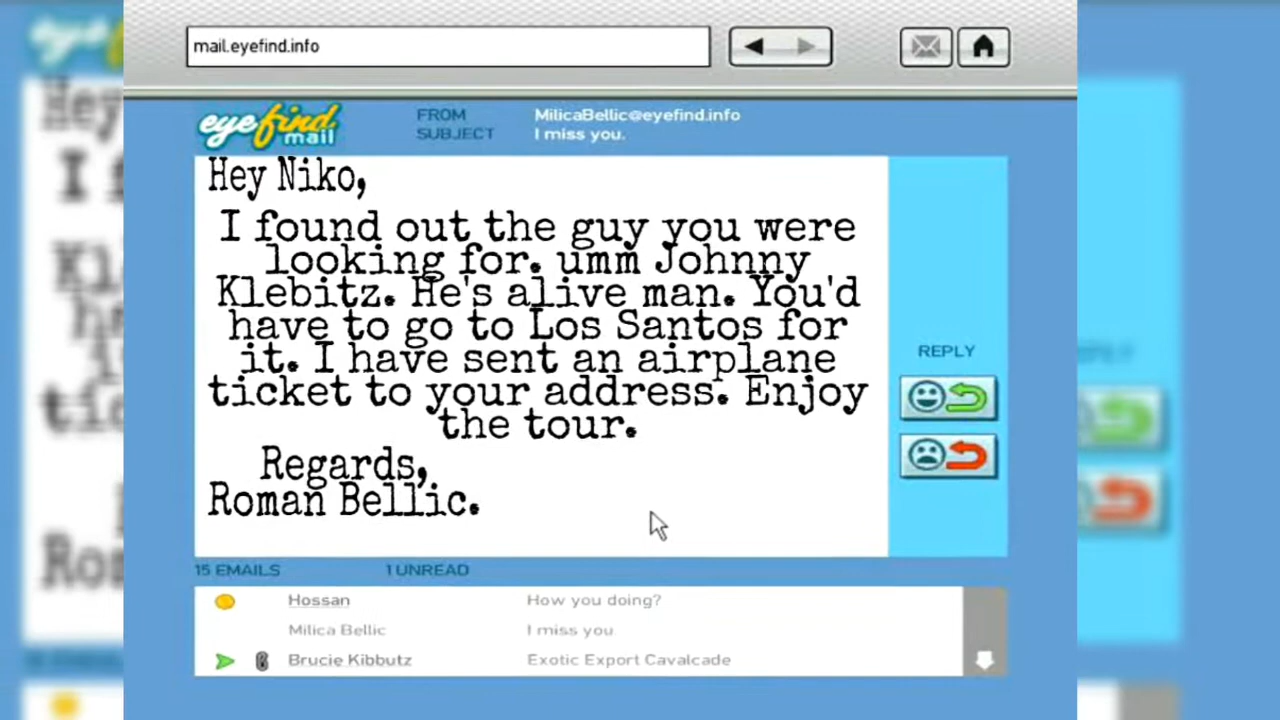 mail.eyefind.info
eyefind mail
FROM MilicaBellic@eyefind.info
SUBJECT I miss you.
Hey Niko,
I found out the guy you were
looking for. umm Johnny
Klebitz. He's alive man. You'd
have to go to Los Santos for
it. I have sent an airplane
ticket to your address. Enjoy
the tour.
Regards,
Roman Bellic.
REPLY
15 EMAILS 1 UNREAD
Hossan How you doing?
Milica Bellic I miss you
Brucie Kibbutz Exotic Export Cavalcade